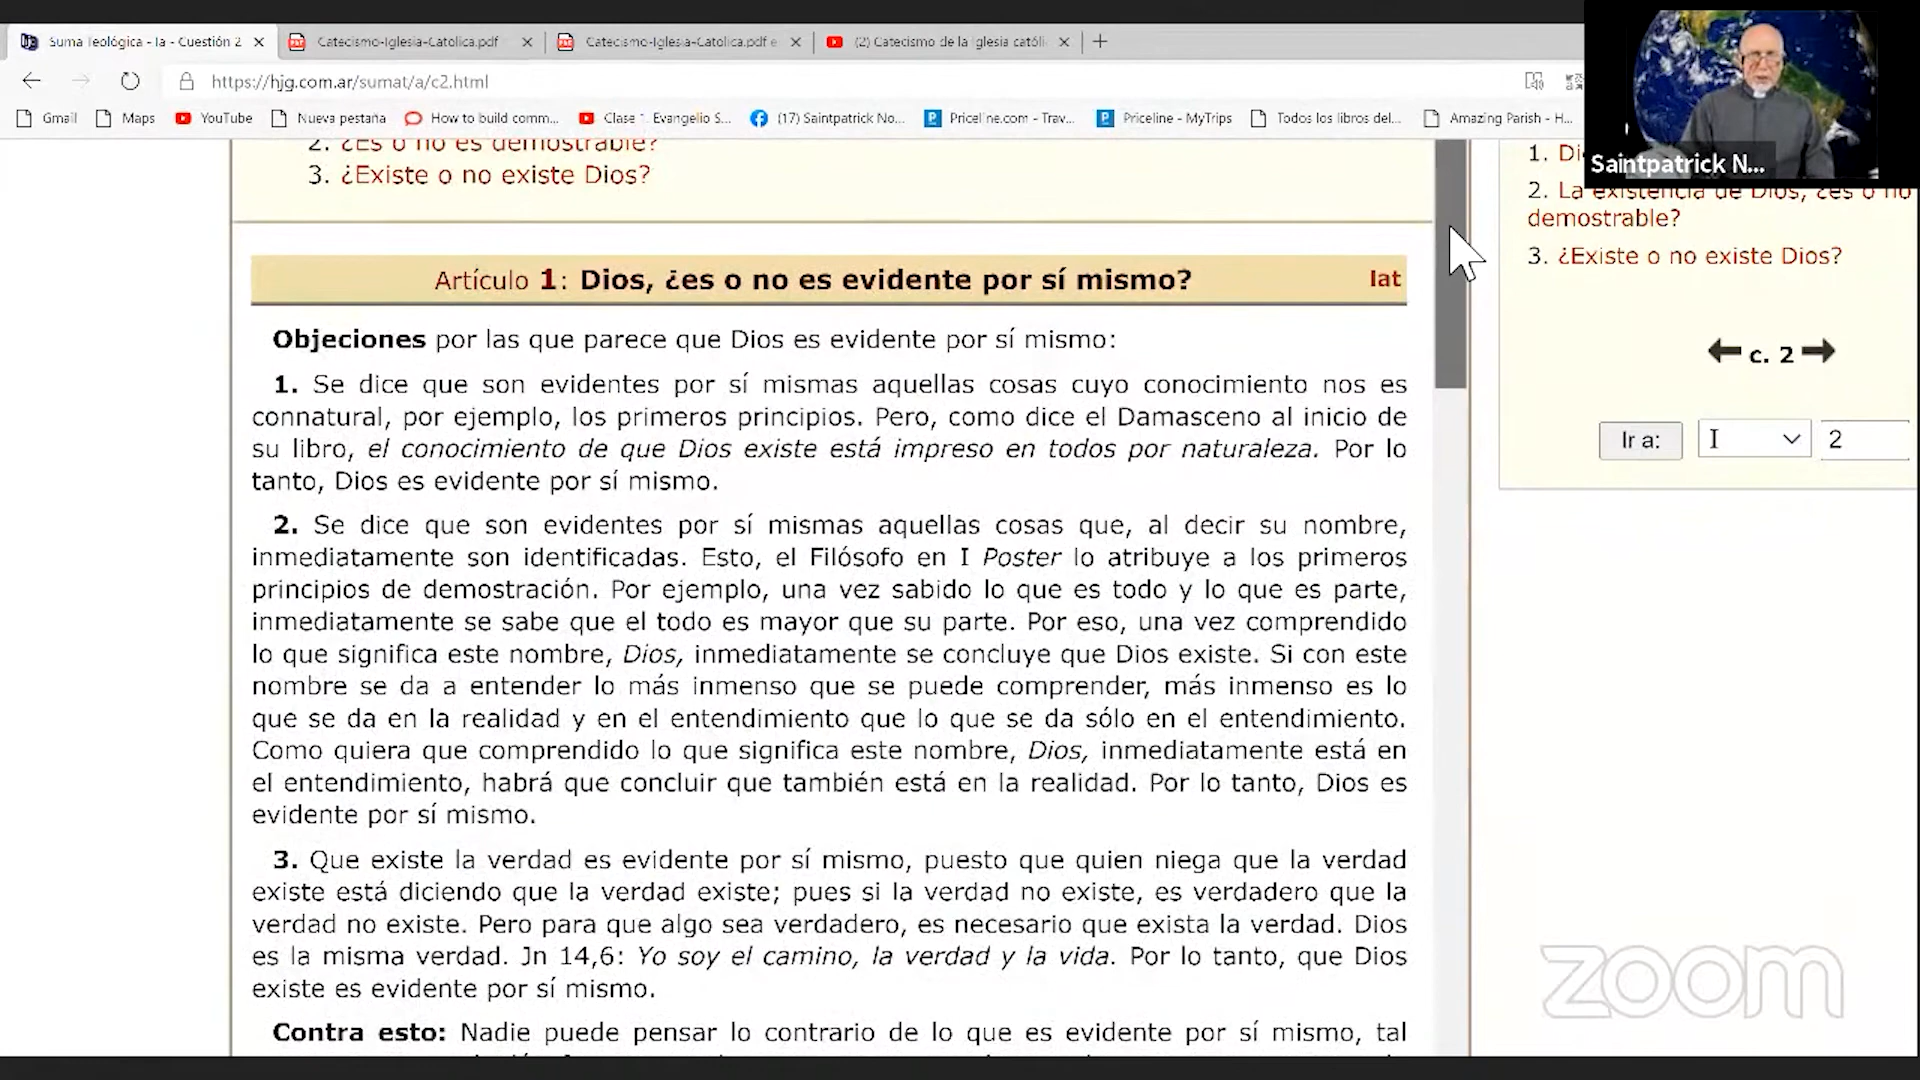 Suma Teológica - Ia - Cuestión 2
Catecismo-Iglesia-Catolica.pdf
Catecismo-Iglesia-Catolica.pdf e
(2) Catecismo de la iglesia católi
https://hjg.com.ar/sumat/a/c2.html
Gmail
Maps
YouTube
Nueva pestaña
How to build comm...
Clase 1. Evangelio S...
(17) Saintpatrick No...
Priceline.com - Trav...
Priceline - MyTrips
Todos los libros del...
Amazing Parish - H...
Saintpatrick N...
2. ¿Es o no es demostrable?
3. ¿Existe o no existe Dios?
Artículo 1: Dios, ¿es o no es evidente por sí mismo?
lat
Objeciones por las que parece que Dios es evidente por sí mismo:
1. Se dice que son evidentes por sí mismas aquellas cosas cuyo conocimiento nos es
connatural, por ejemplo, los primeros principios. Pero, como dice el Damasceno al inicio de
su libro, el conocimiento de que Dios existe está impreso en todos por naturaleza. Por lo
tanto, Dios es evidente por sí mismo.
2. Se dice que son evidentes por sí mismas aquellas cosas que, al decir su nombre,
inmediatamente son identificadas. Esto, el Filósofo en I Poster lo atribuye a los primeros
principios de demostración. Por ejemplo, una vez sabido lo que es todo y lo que es parte,
inmediatamente se sabe que el todo es mayor que su parte. Por eso, una vez comprendido
lo que significa este nombre, Dios, inmediatamente se concluye que Dios existe. Si con este
nombre se da a entender lo más inmenso que se puede comprender, más inmenso es lo
que se da en la realidad y en el entendimiento que lo que se da sólo en el entendimiento.
Como quiera que comprendido lo que significa este nombre, Dios, inmediatamente está en
el entendimiento, habrá que concluir que también está en la realidad. Por lo tanto, Dios es
evidente por sí mismo.
3. Que existe la verdad es evidente por sí mismo, puesto que quien niega que la verdad
existe está diciendo que la verdad existe; pues si la verdad no existe, es verdadero que la
verdad no existe. Pero para que algo sea verdadero, es necesario que exista la verdad. Dios
es la misma verdad. Jn 14,6: Yo soy el camino, la verdad y la vida. Por lo tanto, que Dios
existe es evidente por sí mismo.
Contra esto: Nadie puede pensar lo contrario de lo que es evidente por sí mismo, tal
1. Di
2. La existencia de Dios, ¿es o no
demostrable?
3. ¿Existe o no existe Dios?
c. 2
Ir a:
I
2
zoom